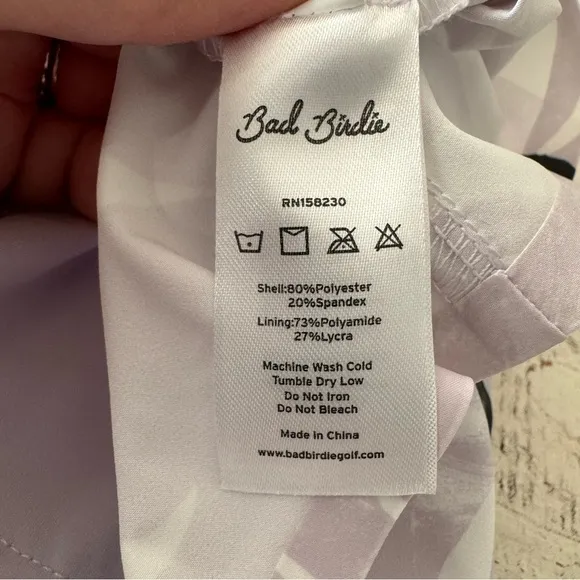 Bad Birdie
RN158230
Shell:80%Polyester
20%Spandex
Lining:73%Polyamide
27%Lycra
Machine Wash Cold
Tumble Dry Low
Do Not Iron
Do Not Bleach
Made in China
www.badbirdiegolf.com